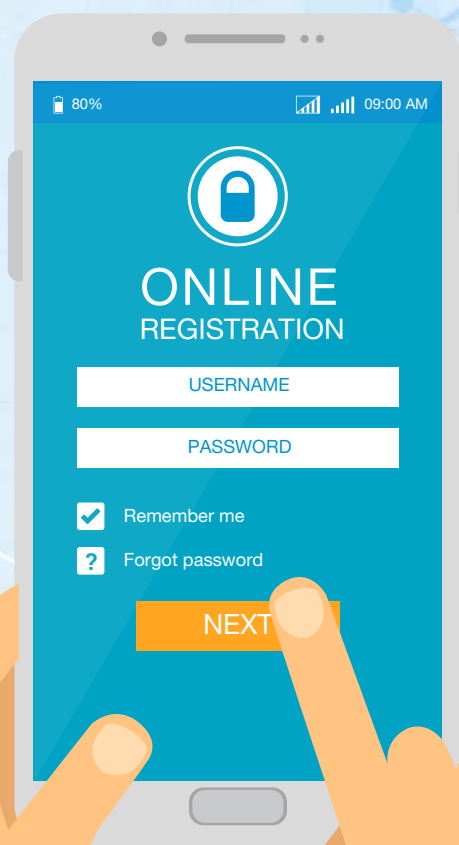 80% 09:00 AM
ONLINE
REGISTRATION
USERNAME
PASSWORD
Remember me
? Forgot password
NEXT